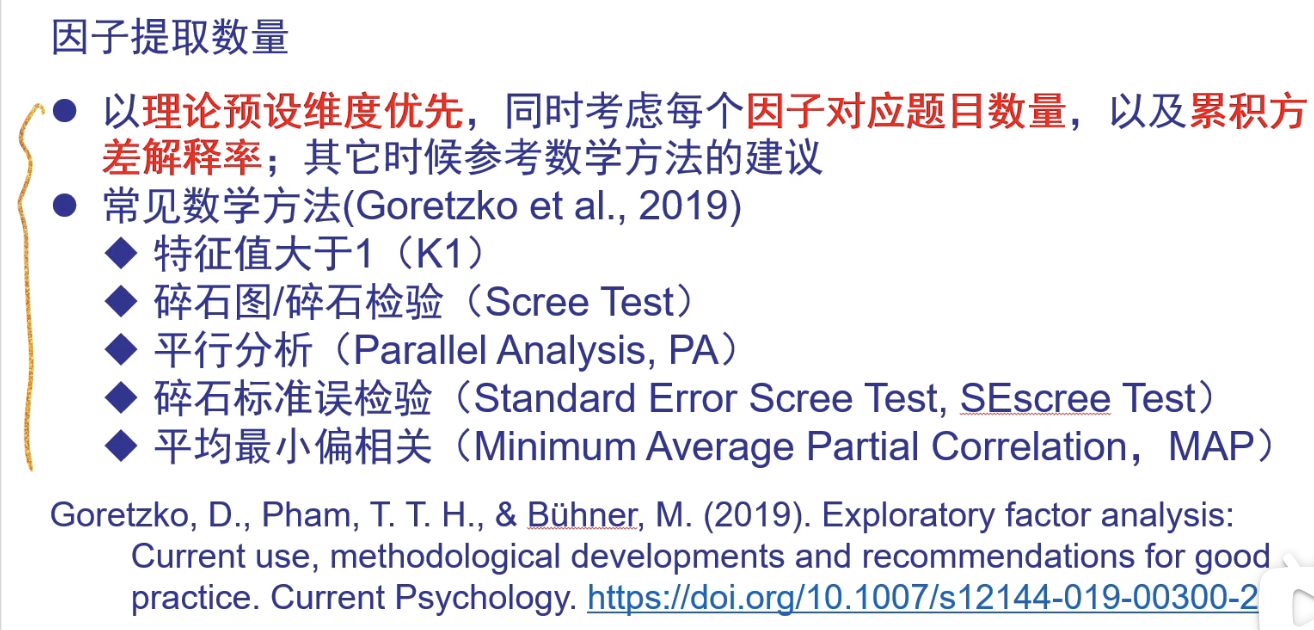 因子提取数量
● 以理论预设维度优先，同时考虑每个因子对应题目数量，以及累积方
差解释率；其它时候参考数学方法的建议
● 常见数学方法(Goretzko et al., 2019)
◆ 特征值大于1（K1）
◆ 碎石图/碎石检验（Scree Test）
◆ 平行分析（Parallel Analysis, PA）
◆ 碎石标准误检验（Standard Error Scree Test, SEscree Test）
◆ 平均最小偏相关（Minimum Average Partial Correlation，MAP）
Goretzko, D., Pham, T. T. H., & Bühner, M. (2019). Exploratory factor analysis:
Current use, methodological developments and recommendations for good
practice. Current Psychology. https://doi.org/10.1007/s12144-019-00300-2